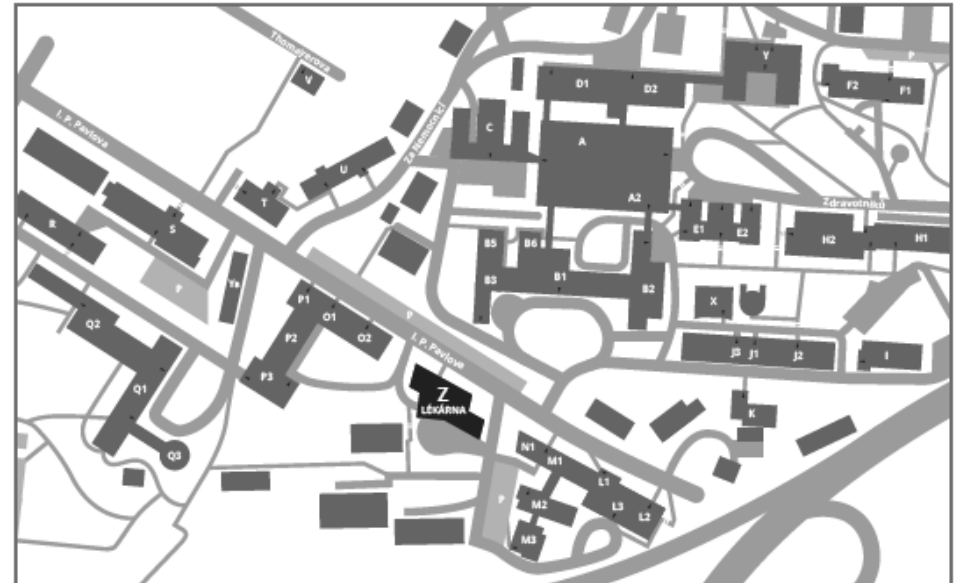 Thomayerova
V
I. P. Pavlova
Za Nemocnicí
C
D1
D2
Y
P
F2
F1
A
A2
U
T
R
S
P
Ya
E1
E2
Zdravotníků
H2
H1
B5
B6
B3
B1
B2
X
P1
O1
O2
P
I. P. Pavlova
P2
P3
Q2
Q1
Q3
J3
J1
J2
I
Z
LÉKÁRNA
K
N1
M1
L1
M2
L3
L2
P
M3